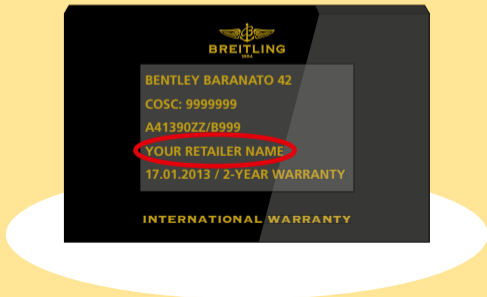 BREITLING
1884
BENTLEY BARANATO 42
COSC: 9999999
A41390ZZ/B999
YOUR RETAILER NAME
17.01.2013 / 2-YEAR WARRANTY
INTERNATIONAL WARRANTY